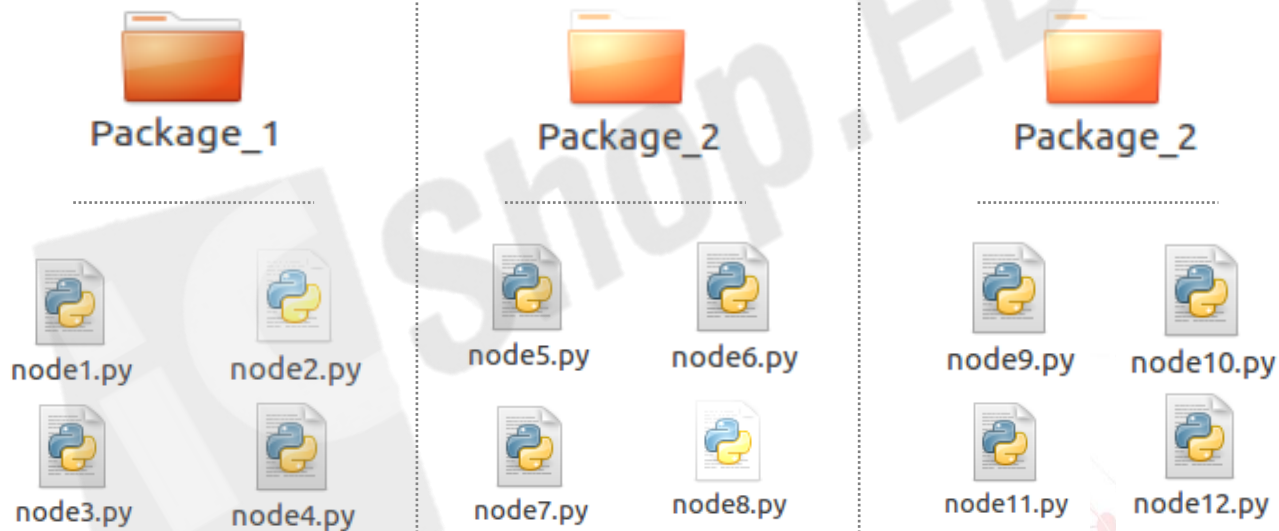 Package_1
Package_2
Package_2
node1.py
node2.py
node5.py
node6.py
node9.py
node10.py
node3.py
node4.py
node7.py
node8.py
node11.py
node12.py